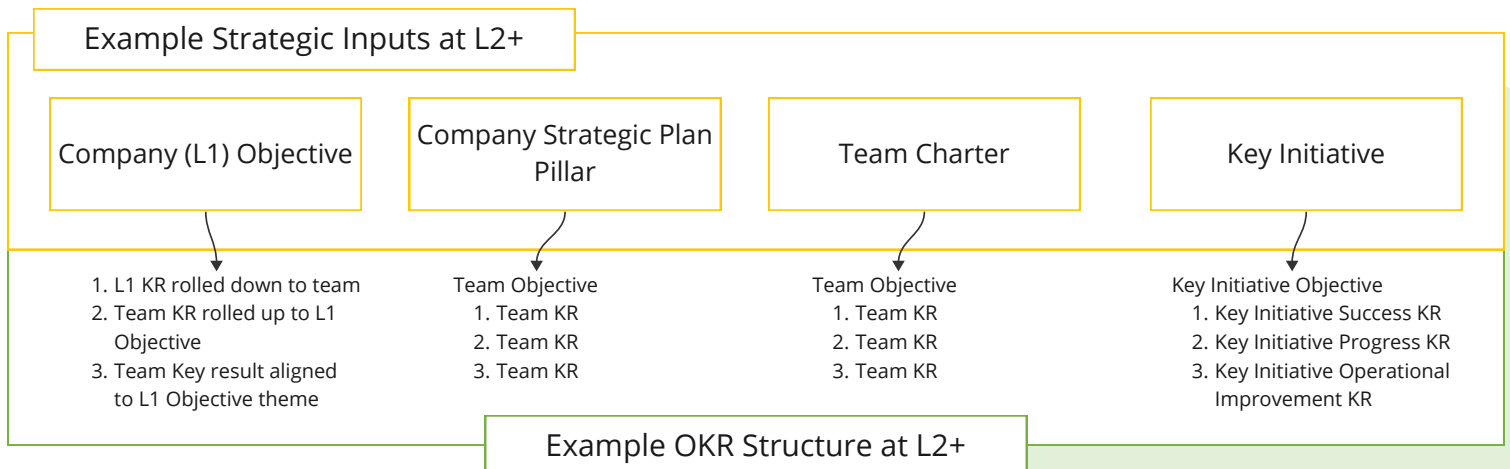 Example Strategic Inputs at L2+
Company (L1) Objective
Company Strategic Plan
Pillar
Team Charter
Key Initiative
1. L1 KR rolled down to team
2. Team KR rolled up to L1
Objective
3. Team Key result aligned
to L1 Objective theme
Team Objective
1. Team KR
2. Team KR
3. Team KR
Team Objective
1. Team KR
2. Team KR
3. Team KR
Key Initiative Objective
1. Key Initiative Success KR
2. Key Initiative Progress KR
3. Key Initiative Operational
Improvement KR
Example OKR Structure at L2+